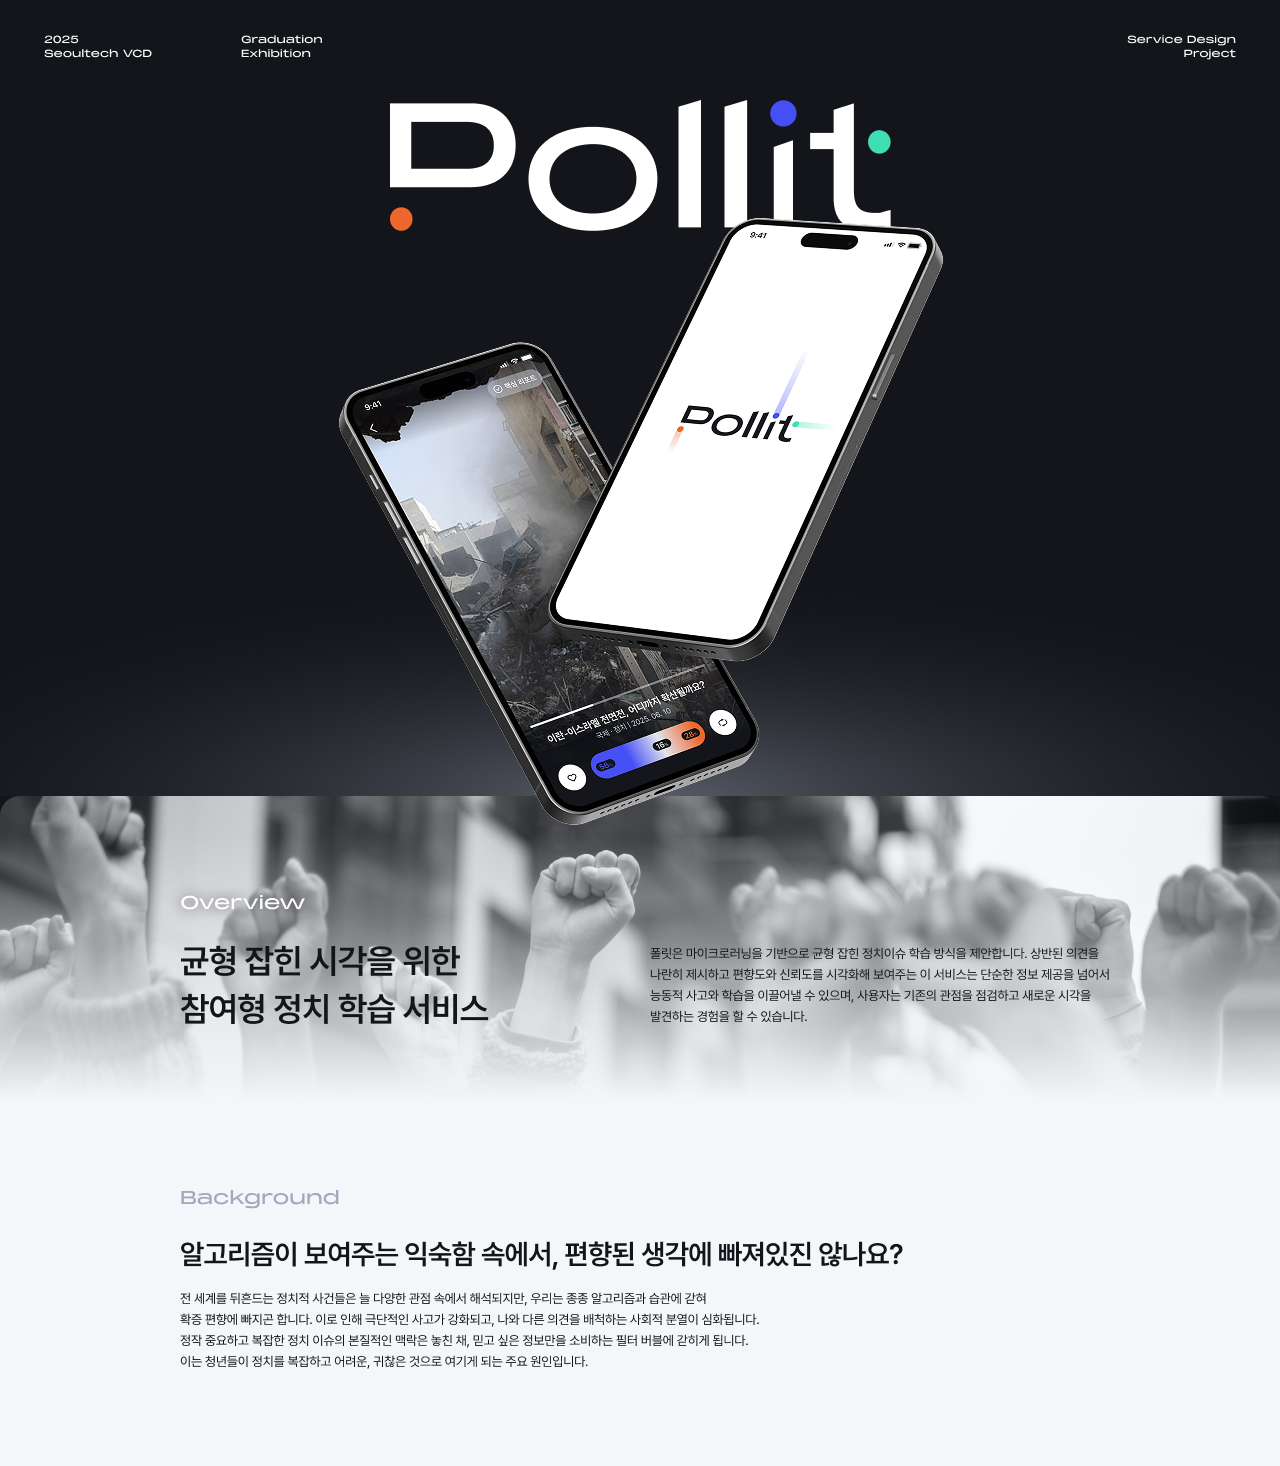 2025
Seoultech VCD
Graduation
Exhibition
Service Design
Project
Pollit
9:41
Pollit
9:41
핵심 리포트
이란-이스라엘 전면전, 어디까지 확산될까요?
국제 · 정치 | 2025. 06. 10
56%
16%
28%
Overview
균형 잡힌 시각을 위한
참여형 정치 학습 서비스
폴릿은 마이크로러닝을 기반으로 균형 잡힌 정치이슈 학습 방식을 제안합니다. 상반된 의견을
나란히 제시하고 편향도와 신뢰도를 시각화해 보여주는 이 서비스는 단순한 정보 제공을 넘어서
능동적 사고와 학습을 이끌어낼 수 있으며, 사용자는 기존의 관점을 점검하고 새로운 시각을
발견하는 경험을 할 수 있습니다.
Background
알고리즘이 보여주는 익숙함 속에서, 편향된 생각에 빠져있진 않나요?
전 세계를 뒤흔드는 정치적 사건들은 늘 다양한 관점 속에서 해석되지만, 우리는 종종 알고리즘과 습관에 갇혀
확증 편향에 빠지곤 합니다. 이로 인해 극단적인 사고가 강화되고, 나와 다른 의견을 배척하는 사회적 분열이 심화됩니다.
정작 중요하고 복잡한 정치 이슈의 본질적인 맥락은 놓친 채, 믿고 싶은 정보만을 소비하는 필터 버블에 갇히게 됩니다.
이는 청년들이 정치를 복잡하고 어려운, 귀찮은 것으로 여기게 되는 주요 원인입니다.